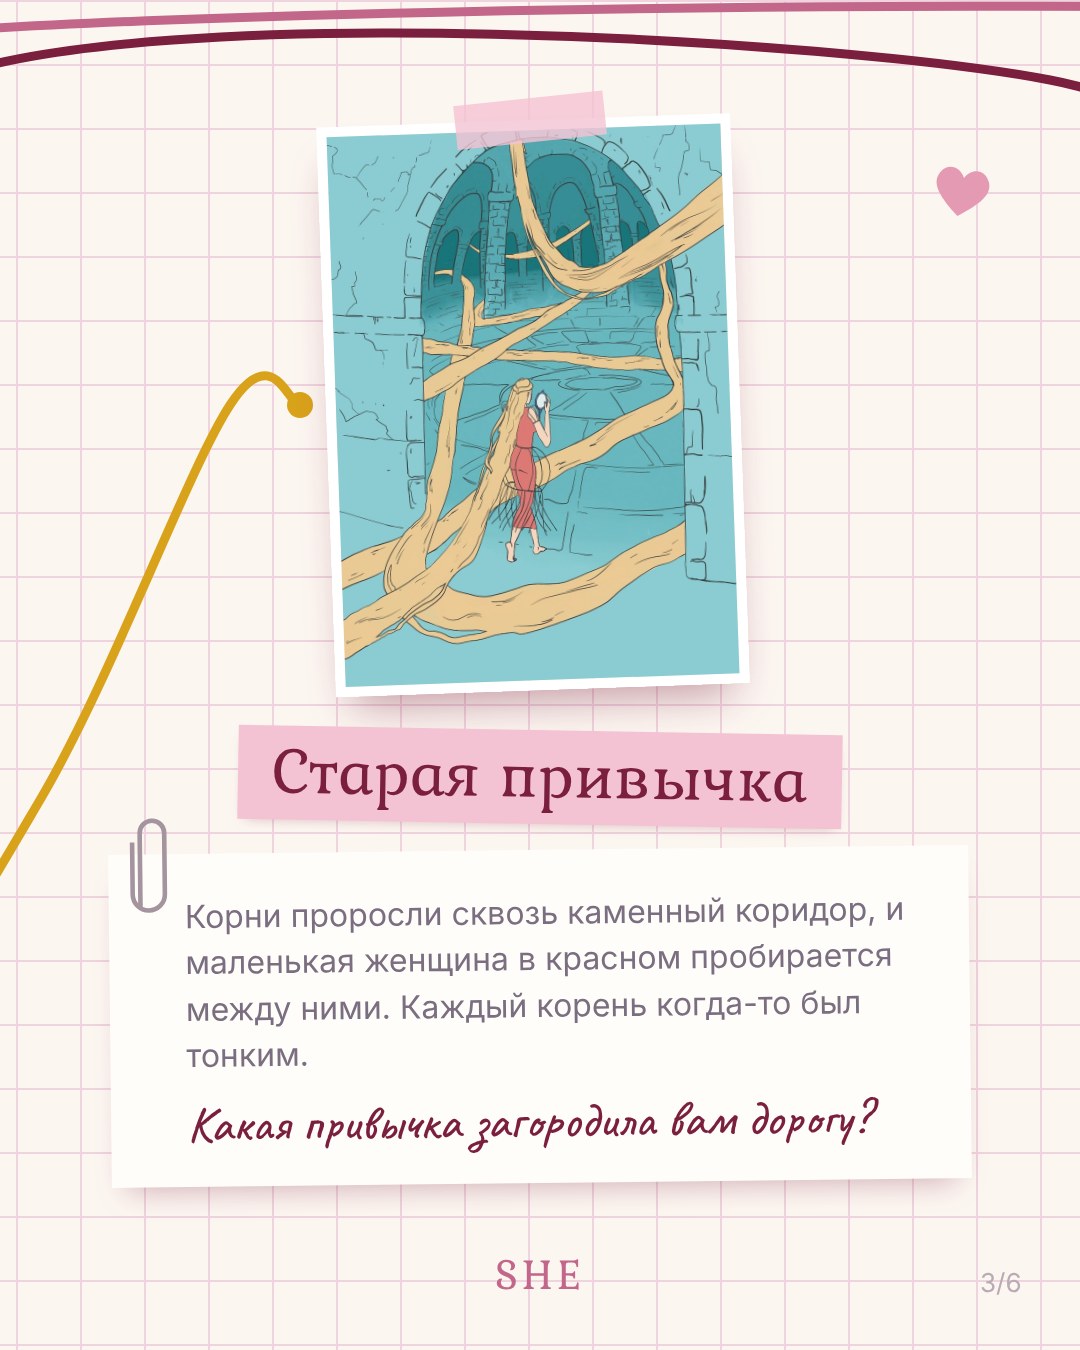 Старая привычка
Корни проросли сквозь каменный коридор, и
маленькая женщина в красном пробирается
между ними. Каждый корень когда-то был
тонким.
Какая привычка загородила вам дорогу?
SHE
3/6